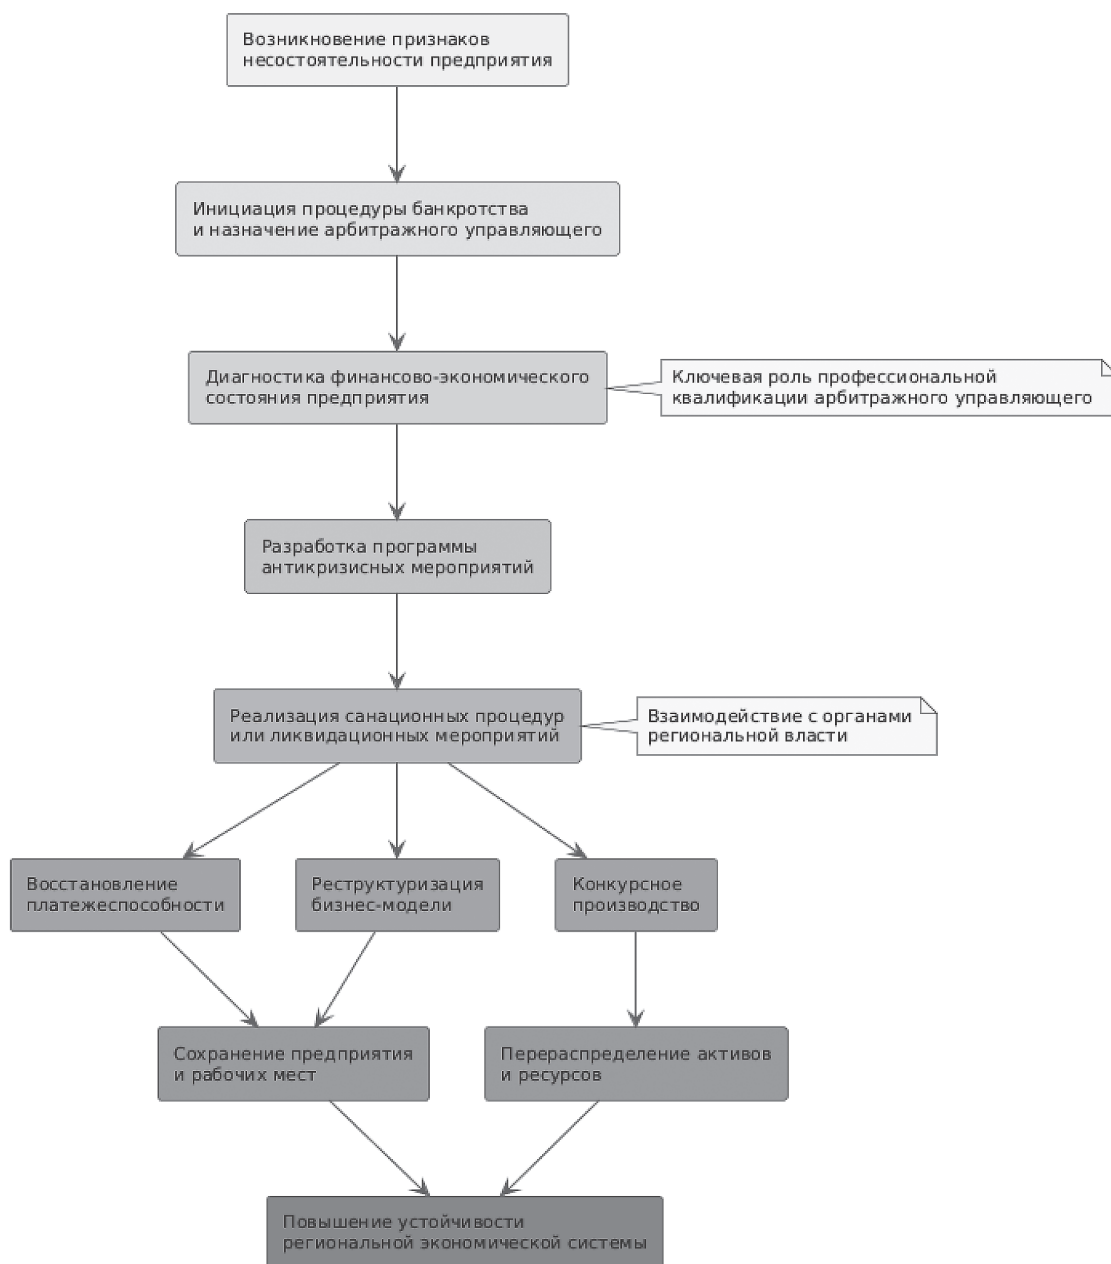 Возникновение признаков
несостоятельности предприятия
Инициация процедуры банкротства
и назначение арбитражного управляющего
Диагностика финансово-экономического
состояния предприятия
Ключевая роль профессиональной
квалификации арбитражного управляющего
Разработка программы
антикризисных мероприятий
Реализация санационных процедур
или ликвидационных мероприятий
Взаимодействие с органами
региональной власти
Восстановление
платежеспособности
Реструктуризация
бизнес-модели
Конкурсное
производство
Сохранение предприятия
и рабочих мест
Перераспределение активов
и ресурсов
Повышение устойчивости
региональной экономической системы